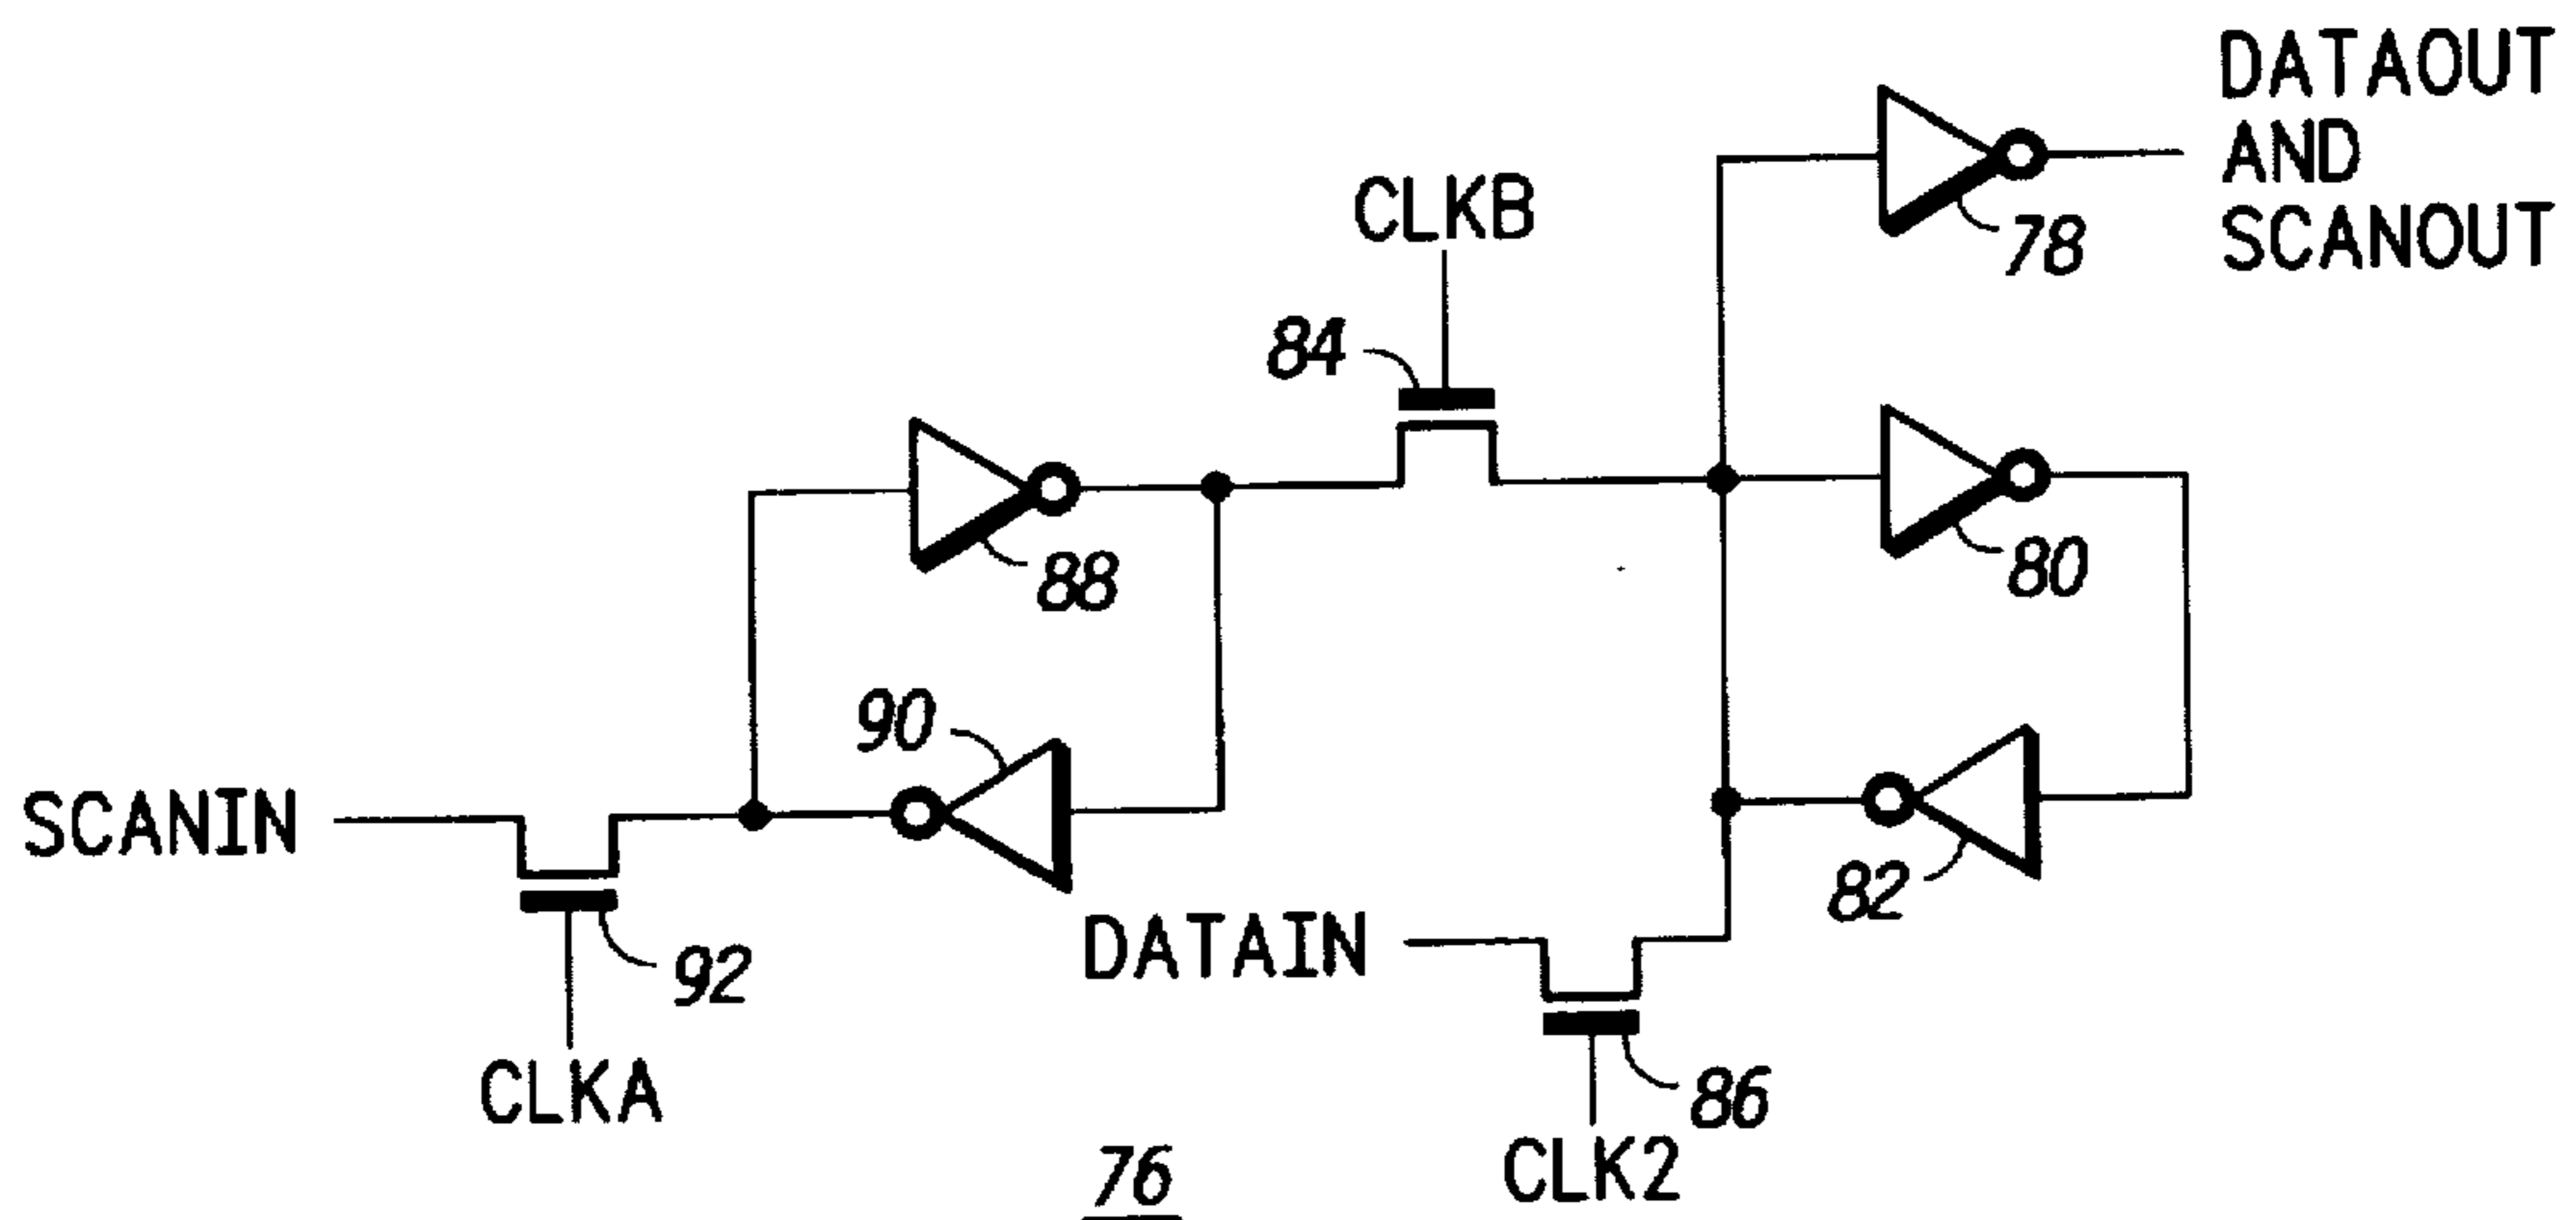 DATAOUT
AND
SCANOUT
78
CLKB
84
88
80
90
SCANIN
82
DATAIN
92
CLKA
86
CLK2
76